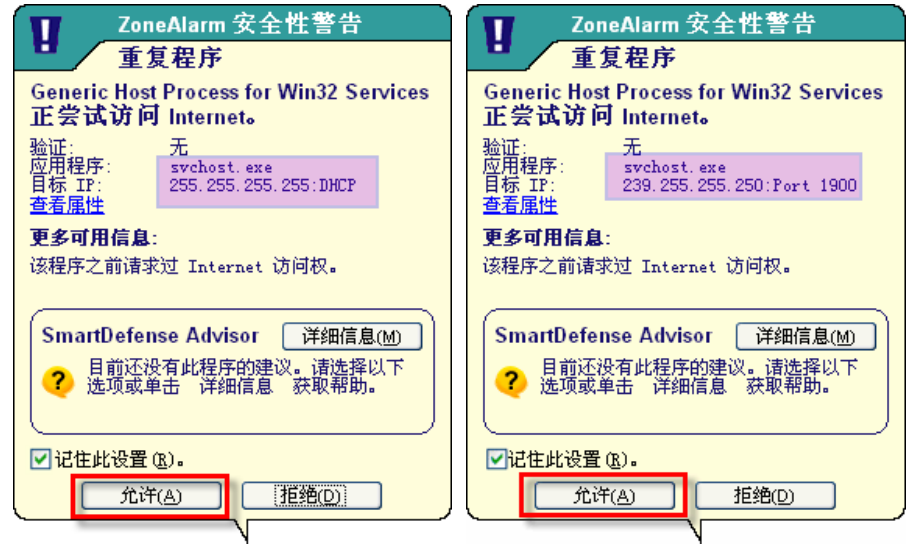 ZoneAlarm 安全性警告
重复程序
Generic Host Process for Win32 Services
正尝试访问 Internet。
验证: 无
应用程序: svchost.exe
目标 IP: 255.255.255.255:DHCP
查看属性
更多可用信息:
该程序之前请求过 Internet 访问权。
SmartDefense Advisor 详细信息(M)
目前还没有此程序的建议。请选择以下
选项或单击 详细信息 获取帮助。
记住此设置(R)。
允许(A) 拒绝(D)
ZoneAlarm 安全性警告
重复程序
Generic Host Process for Win32 Services
正尝试访问 Internet。
验证: 无
应用程序: svchost.exe
目标 IP: 239.255.255.250:Port 1900
查看属性
更多可用信息:
该程序之前请求过 Internet 访问权。
SmartDefense Advisor 详细信息(M)
目前还没有此程序的建议。请选择以下
选项或单击 详细信息 获取帮助。
记住此设置(R)。
允许(A) 拒绝(D)